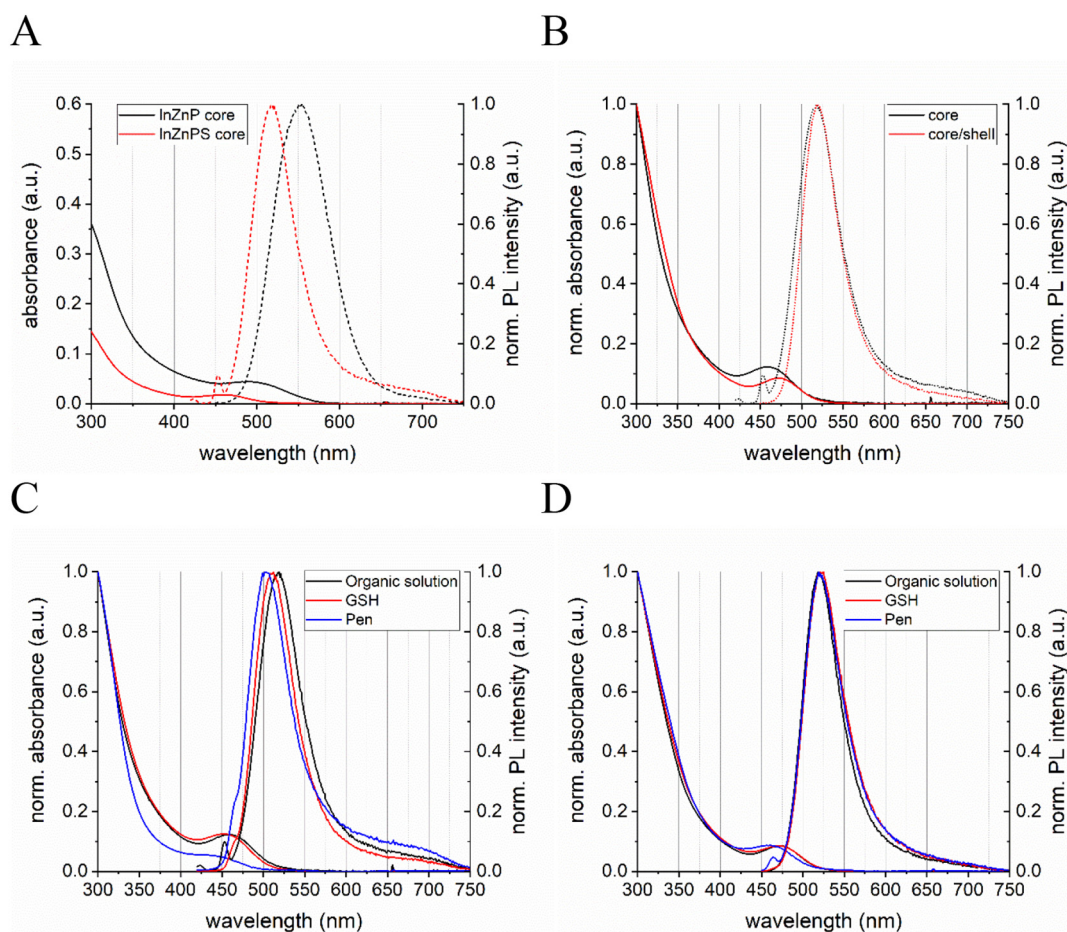 A
absorbance (a.u.)
0.6
0.5
0.4
0.3
0.2
0.1
0.0
InZnP core
InZnPS core
1.0
0.8
0.6
0.4
0.2
0.0
norm. PL intensity (a.u.)
300 400 500 600 700
wavelength (nm)
B
norm. absorbance (a.u.)
1.0
0.8
0.6
0.4
0.2
0.0
core
core/shell
1.0
0.8
0.6
0.4
0.2
0.0
norm. PL intensity (a.u.)
300 350 400 450 500 550 600 650 700 750
wavelength (nm)
C
norm. absorbance (a.u.)
1.0
0.8
0.6
0.4
0.2
0.0
Organic solution
GSH
Pen
1.0
0.8
0.6
0.4
0.2
0.0
norm. PL intensity (a.u.)
300 350 400 450 500 550 600 650 700 750
wavelength (nm)
D
norm. absorbance (a.u.)
1.0
0.8
0.6
0.4
0.2
0.0
Organic solution
GSH
Pen
1.0
0.8
0.6
0.4
0.2
0.0
norm. PL intensity (a.u.)
300 350 400 450 500 550 600 650 700 750
wavelength (nm)